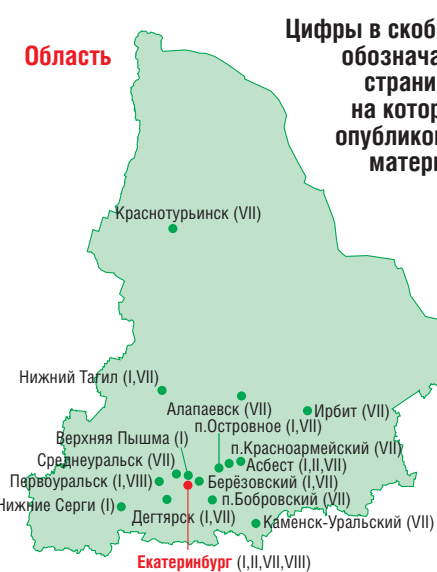 Область
Цифры в скоб
обознача
страни
на котор
опубликов
матери
Краснотурьинск (VII)
Нижний Тагил (I,VII)
Алапаевск (VII)
Ирбит (VII)
п.Островное (I,VII)
Верхняя Пышма (I)
п.Красноармейский (VII)
Среднеуральск (VII)
Асбест (I,II,VII)
Первоуральск (I,VIII)
Берёзовский (I,VII)
п.Бобровский (VII)
Нижние Серги (I)
Дегтярск (I,VII)
Каменск-Уральский (VII)
Екатеринбург (I,II,VII,VIII)